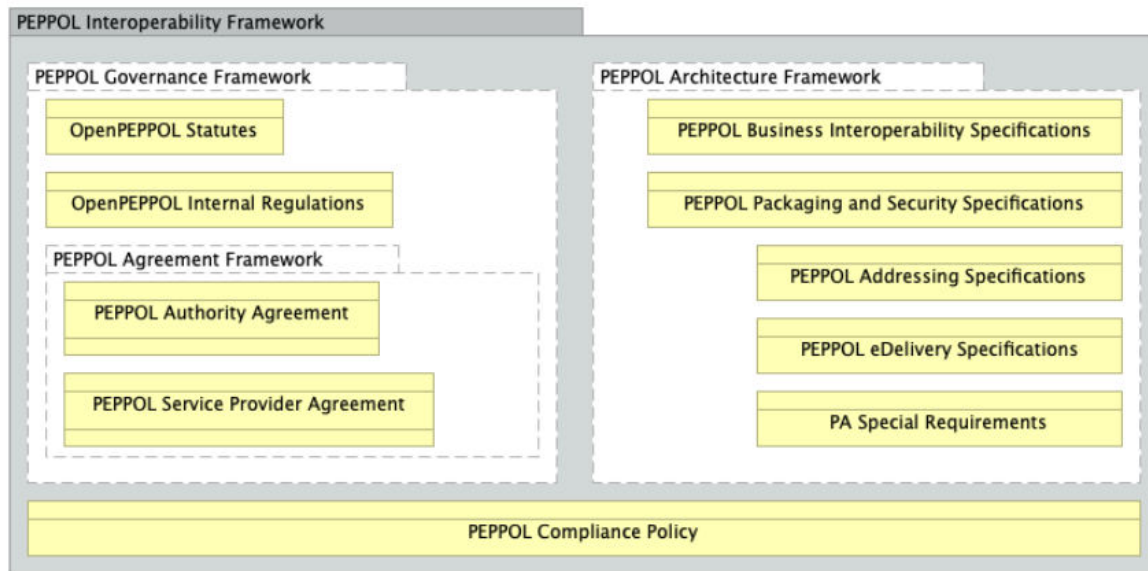 PEPPOL Interoperability Framework
PEPPOL Governance Framework
OpenPEPPOL Statutes
OpenPEPPOL Internal Regulations
PEPPOL Agreement Framework
PEPPOL Authority Agreement
PEPPOL Service Provider Agreement
PEPPOL Architecture Framework
PEPPOL Business Interoperability Specifications
PEPPOL Packaging and Security Specifications
PEPPOL Addressing Specifications
PEPPOL eDelivery Specifications
PA Special Requirements
PEPPOL Compliance Policy